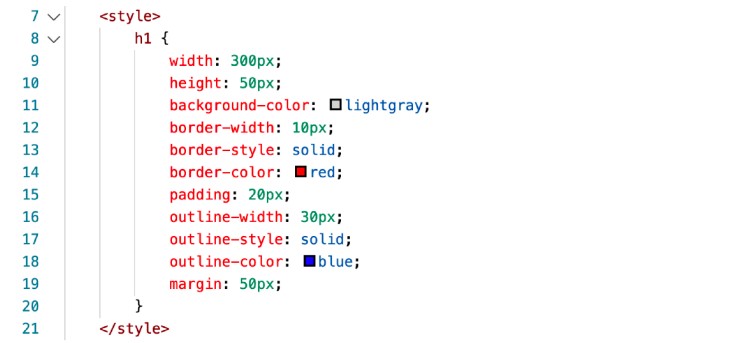 7 <style>
8 h1 {
9 width: 300px;
10 height: 50px;
11 background-color: lightgray;
12 border-width: 10px;
13 border-style: solid;
14 border-color: red;
15 padding: 20px;
16 outline-width: 30px;
17 outline-style: solid;
18 outline-color: blue;
19 margin: 50px;
20 }
21 </style>